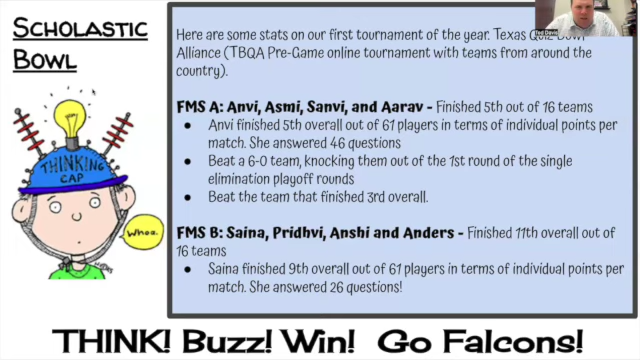 SCHOLASTIC
BOWL
Here are some stats on our first tournament of the year. Texas Quiz Bowl
Alliance (TBQA Pre-Game online tournament with teams from around the
country).
FMS A: Anvi, Asmi, Sanvi, and Aarav - Finished 5th out of 16 teams
● Anvi finished 5th overall out of 61 players in terms of individual points per
match. She answered 46 questions
● Beat a 6-0 team, knocking them out of the 1st round of the single
elimination playoff rounds
● Beat the team that finished 3rd overall.
FMS B: Saina, Pridhvi, Anshi and Anders - Finished 11th overall out of
16 teams
● Saina finished 9th overall out of 61 players in terms of individual points per
match. She answered 26 questions!
THINKING
CAP
Whoa.
THINK! Buzz! Win! Go Falcons!